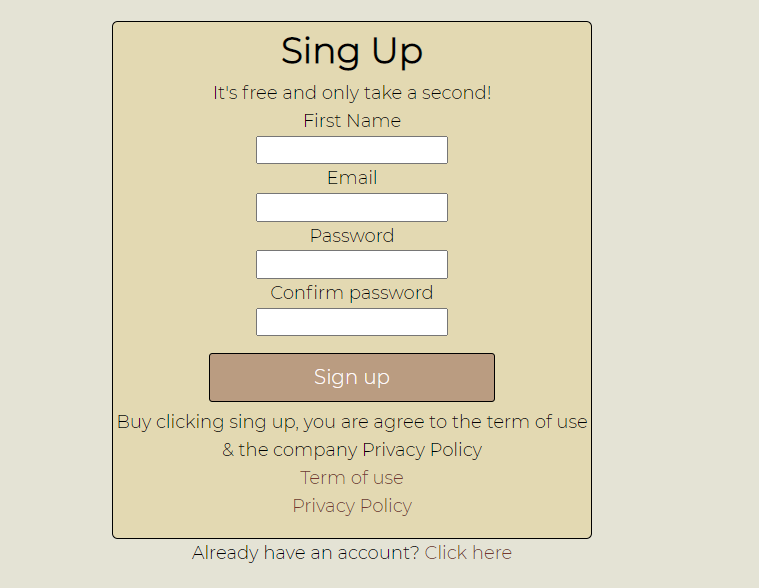 Sing Up
It's free and only take a second!
First Name
Email
Password
Confirm password
Sign up
Buy clicking sing up, you are agree to the term of use
& the company Privacy Policy
Term of use
Privacy Policy
Already have an account? Click here